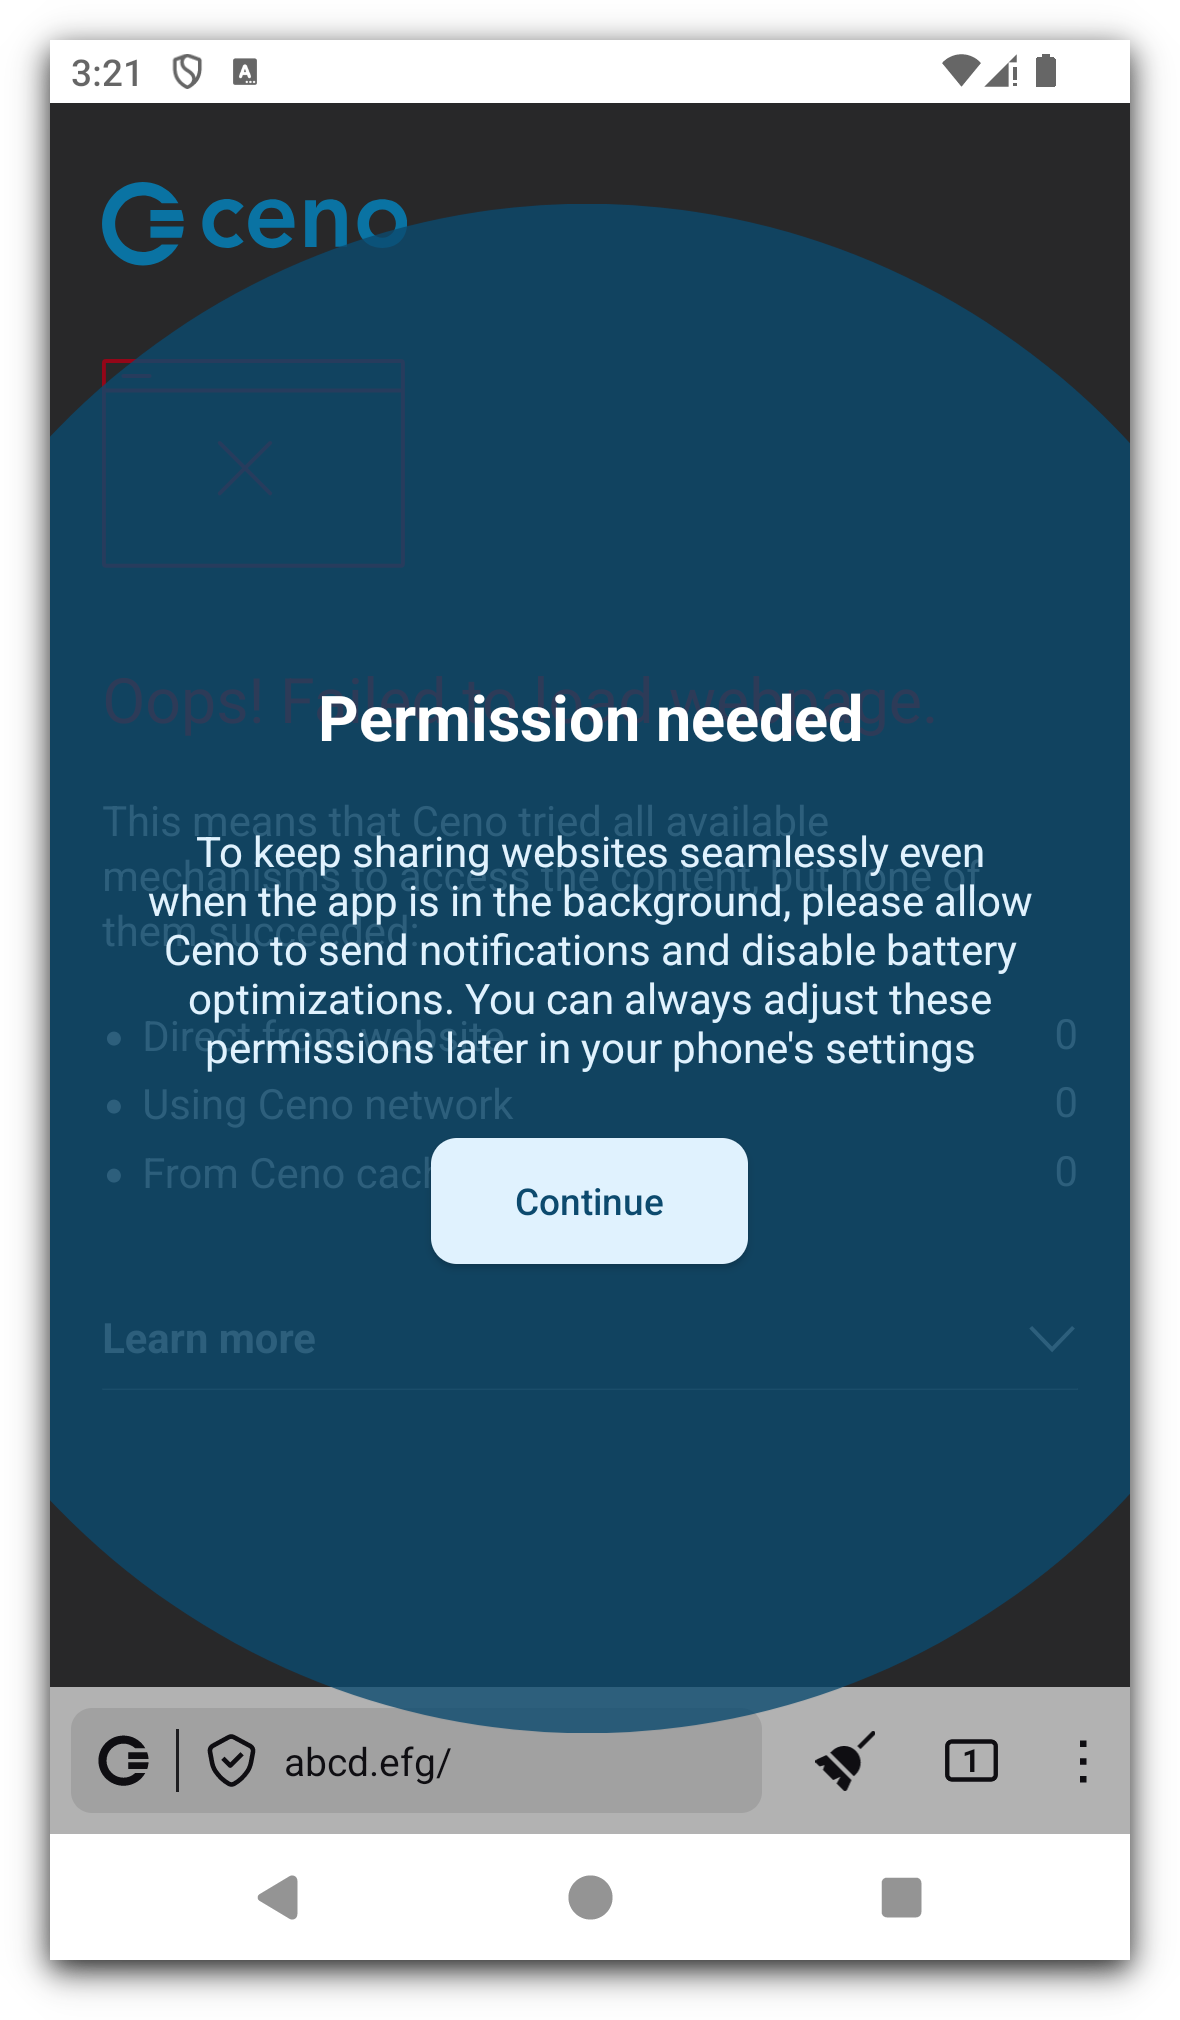 3:21
A
ceno
Oops! Failed to load webpage.
Permission needed
This means that Ceno tried all available
mechanisms to access the content, but none of
them succeeded:
To keep sharing websites seamlessly even
when the app is in the background, please allow
Ceno to send notifications and disable battery
optimizations. You can always adjust these
permissions later in your phone's settings
Direct from website 0
Using Ceno network 0
From Ceno 0
Continue
Learn more
abcd.efg/
1